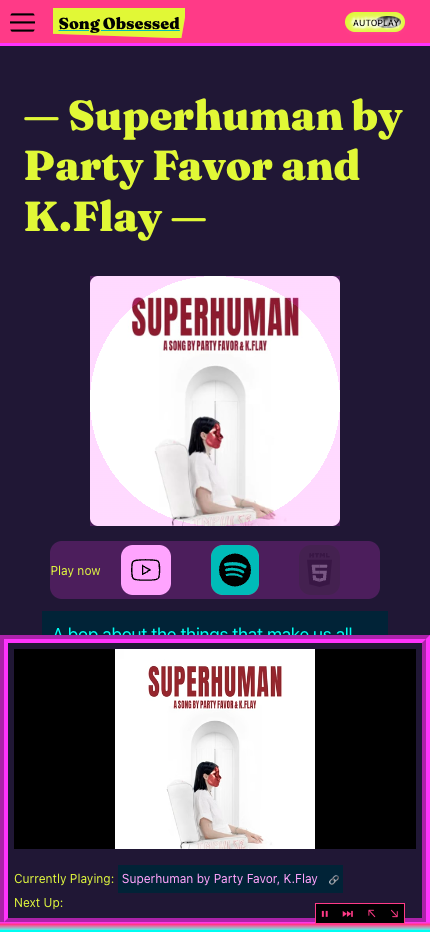 Song Obsessed
AUTOPLAY
— Superhuman by
Party Favor and
K.Flay —
SUPERHUMAN
A SONG BY PARTY FAVOR & K.FLAY
Play now
HTML
5
A bop about the things that make us all
SUPERHUMAN
A SONG BY PARTY FAVOR & K.FLAY
Currently Playing: Superhuman by Party Favor, K.Flay
Next Up: